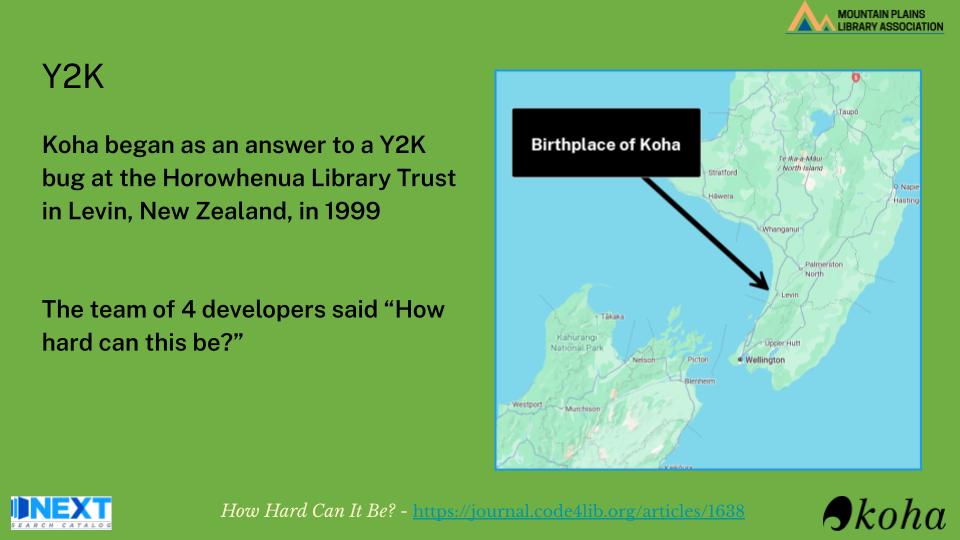 MOUNTAIN PLAINS
LIBRARY ASSOCIATION
Y2K
Koha began as an answer to a Y2K
bug at the Horowhenua Library Trust
in Levin, New Zealand, in 1999
The team of 4 developers said “How
hard can this be?”
Birthplace of Koha
Taupō
Te Ika-a-Māui
/ North Island
Stratford
Hāwera
Napie
Hasting
Whanganui
Palmerston
North
Levin
Tākaka
Kahurangi
National Park
Upper Hutt
Nelson
Picton
Wellington
Blenheim
Westport
Murchison
Kaikōura
NEXT
SEARCH CATALOG
How Hard Can It Be? - https://journal.code4lib.org/articles/1638
koha